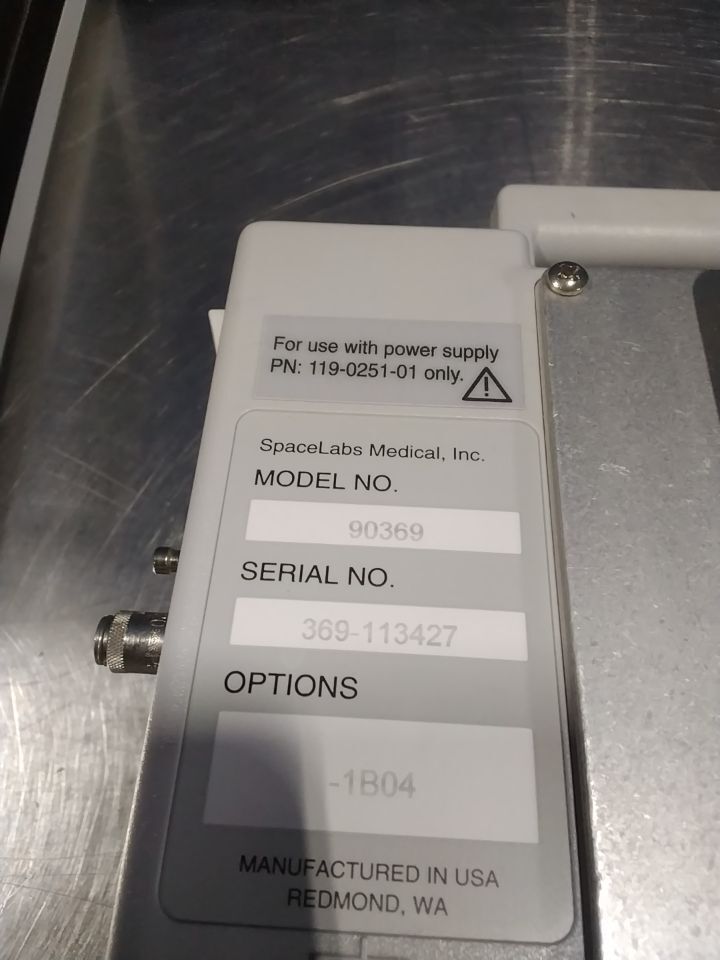 For use with power supply
PN: 119-0251-01 only.
SpaceLabs Medical, Inc.
MODEL NO.
90369
SERIAL NO.
369-113427
OPTIONS
-1B04
MANUFACTURED IN USA
REDMOND, WA